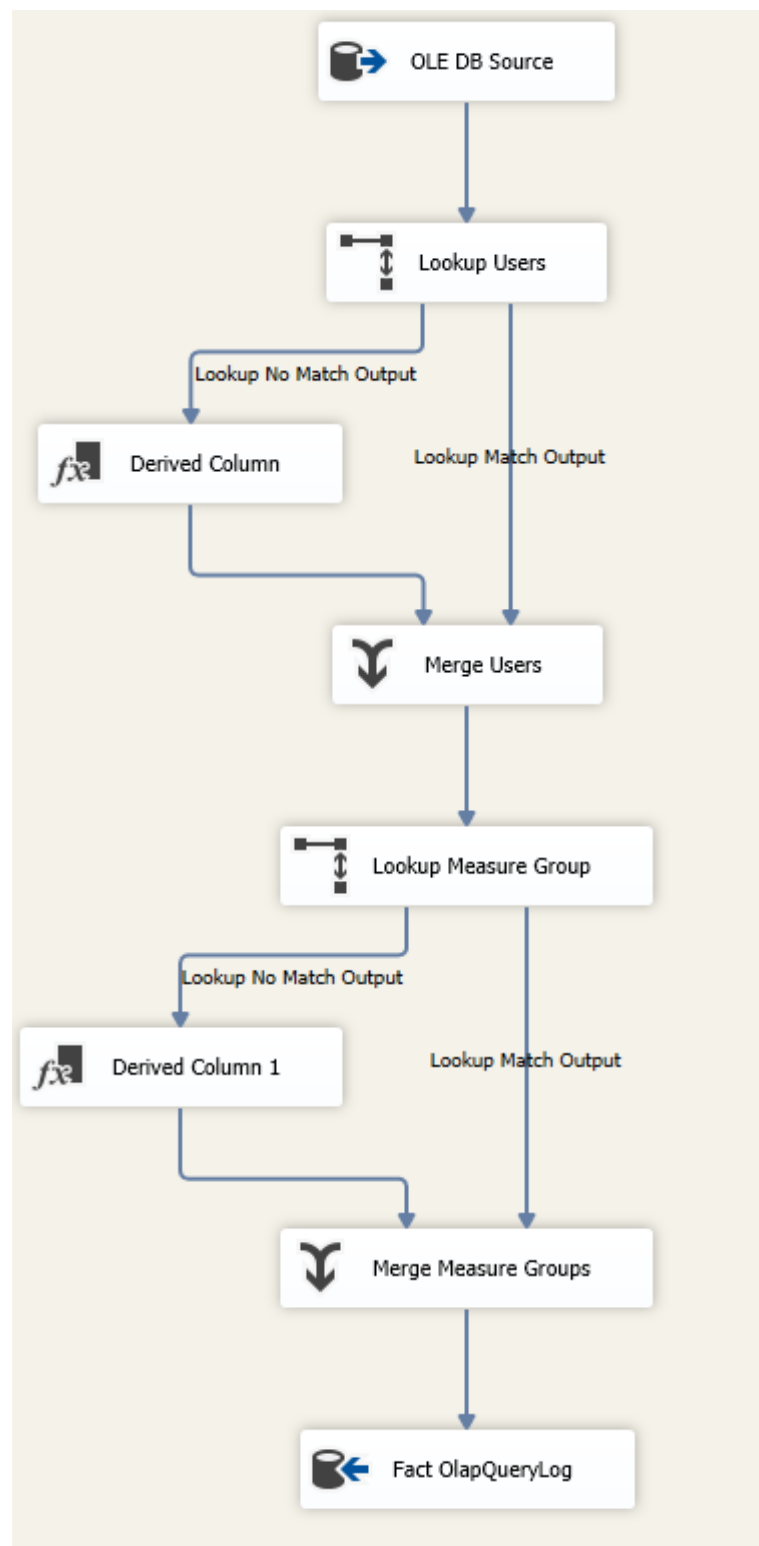 OLE DB Source
Lookup Users
Lookup No Match Output
Lookup Match Output
Derived Column
Merge Users
Lookup Measure Group
Lookup No Match Output
Lookup Match Output
Derived Column 1
Merge Measure Groups
Fact OlapQueryLog